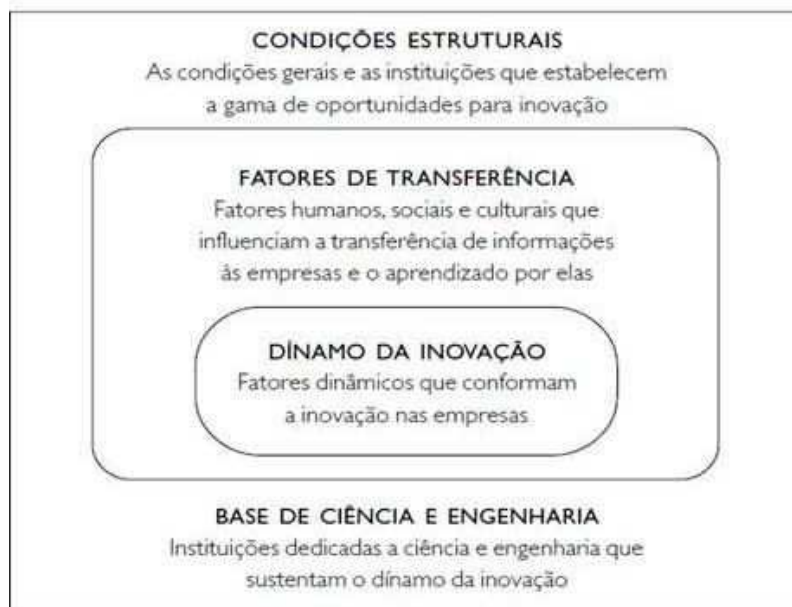 CONDIÇÕES ESTRUTURAIS
As condições gerais e as instituições que estabelecem
a gama de oportunidades para inovação
FATORES DE TRANSFERÊNCIA
Fatores humanos, sociais e culturais que
influenciam a transferência de informações
às empresas e o aprendizado por elas
DÍNAMO DA INOVAÇÃO
Fatores dinâmicos que conformam
a inovação nas empresas
BASE DE CIÊNCIA E ENGENHARIA
Instituições dedicadas a ciência e engenharia que
sustentam o dínamo da inovação